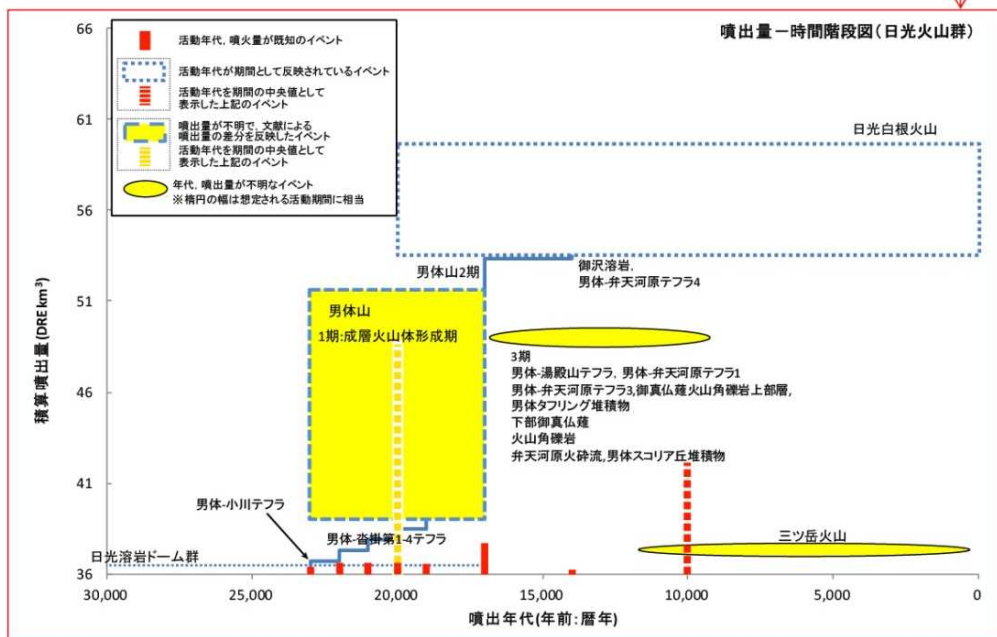 噴出量－時間階段図(日光火山群)
活動年代，噴火量が既知のイベント
活動年代が期間として反映されているイベント
活動年代を期間の中央値として
表示した上記のイベント
噴出量が不明で，文献による
噴出量の差分を反映したイベント
活動年代を期間の中央値として
表示した上記のイベント
年代，噴出量が不明なイベント
※楕円の幅は想定される活動期間に相当
日光白根火山
男体山2期
御沢溶岩，
男体-弁天河原テフラ4
男体山
1期:成層火山体形成期
3期
男体-湯殿山テフラ，男体-弁天河原テフラ1
男体-弁天河原テフラ3,御真仏薙火山角礫岩上部層,
男体タフリング堆積物
下部御真仏薙
火山角礫岩
弁天河原火砕流,男体スコリア丘堆積物
男体-小川テフラ
男体-沓掛第1-4テフラ
日光溶岩ドーム群
三ツ岳火山
積算噴出量(DRE km³)
66
61
56
51
46
41
36
30,000
25,000
20,000
15,000
10,000
5,000
0
噴出年代(年前:暦年)